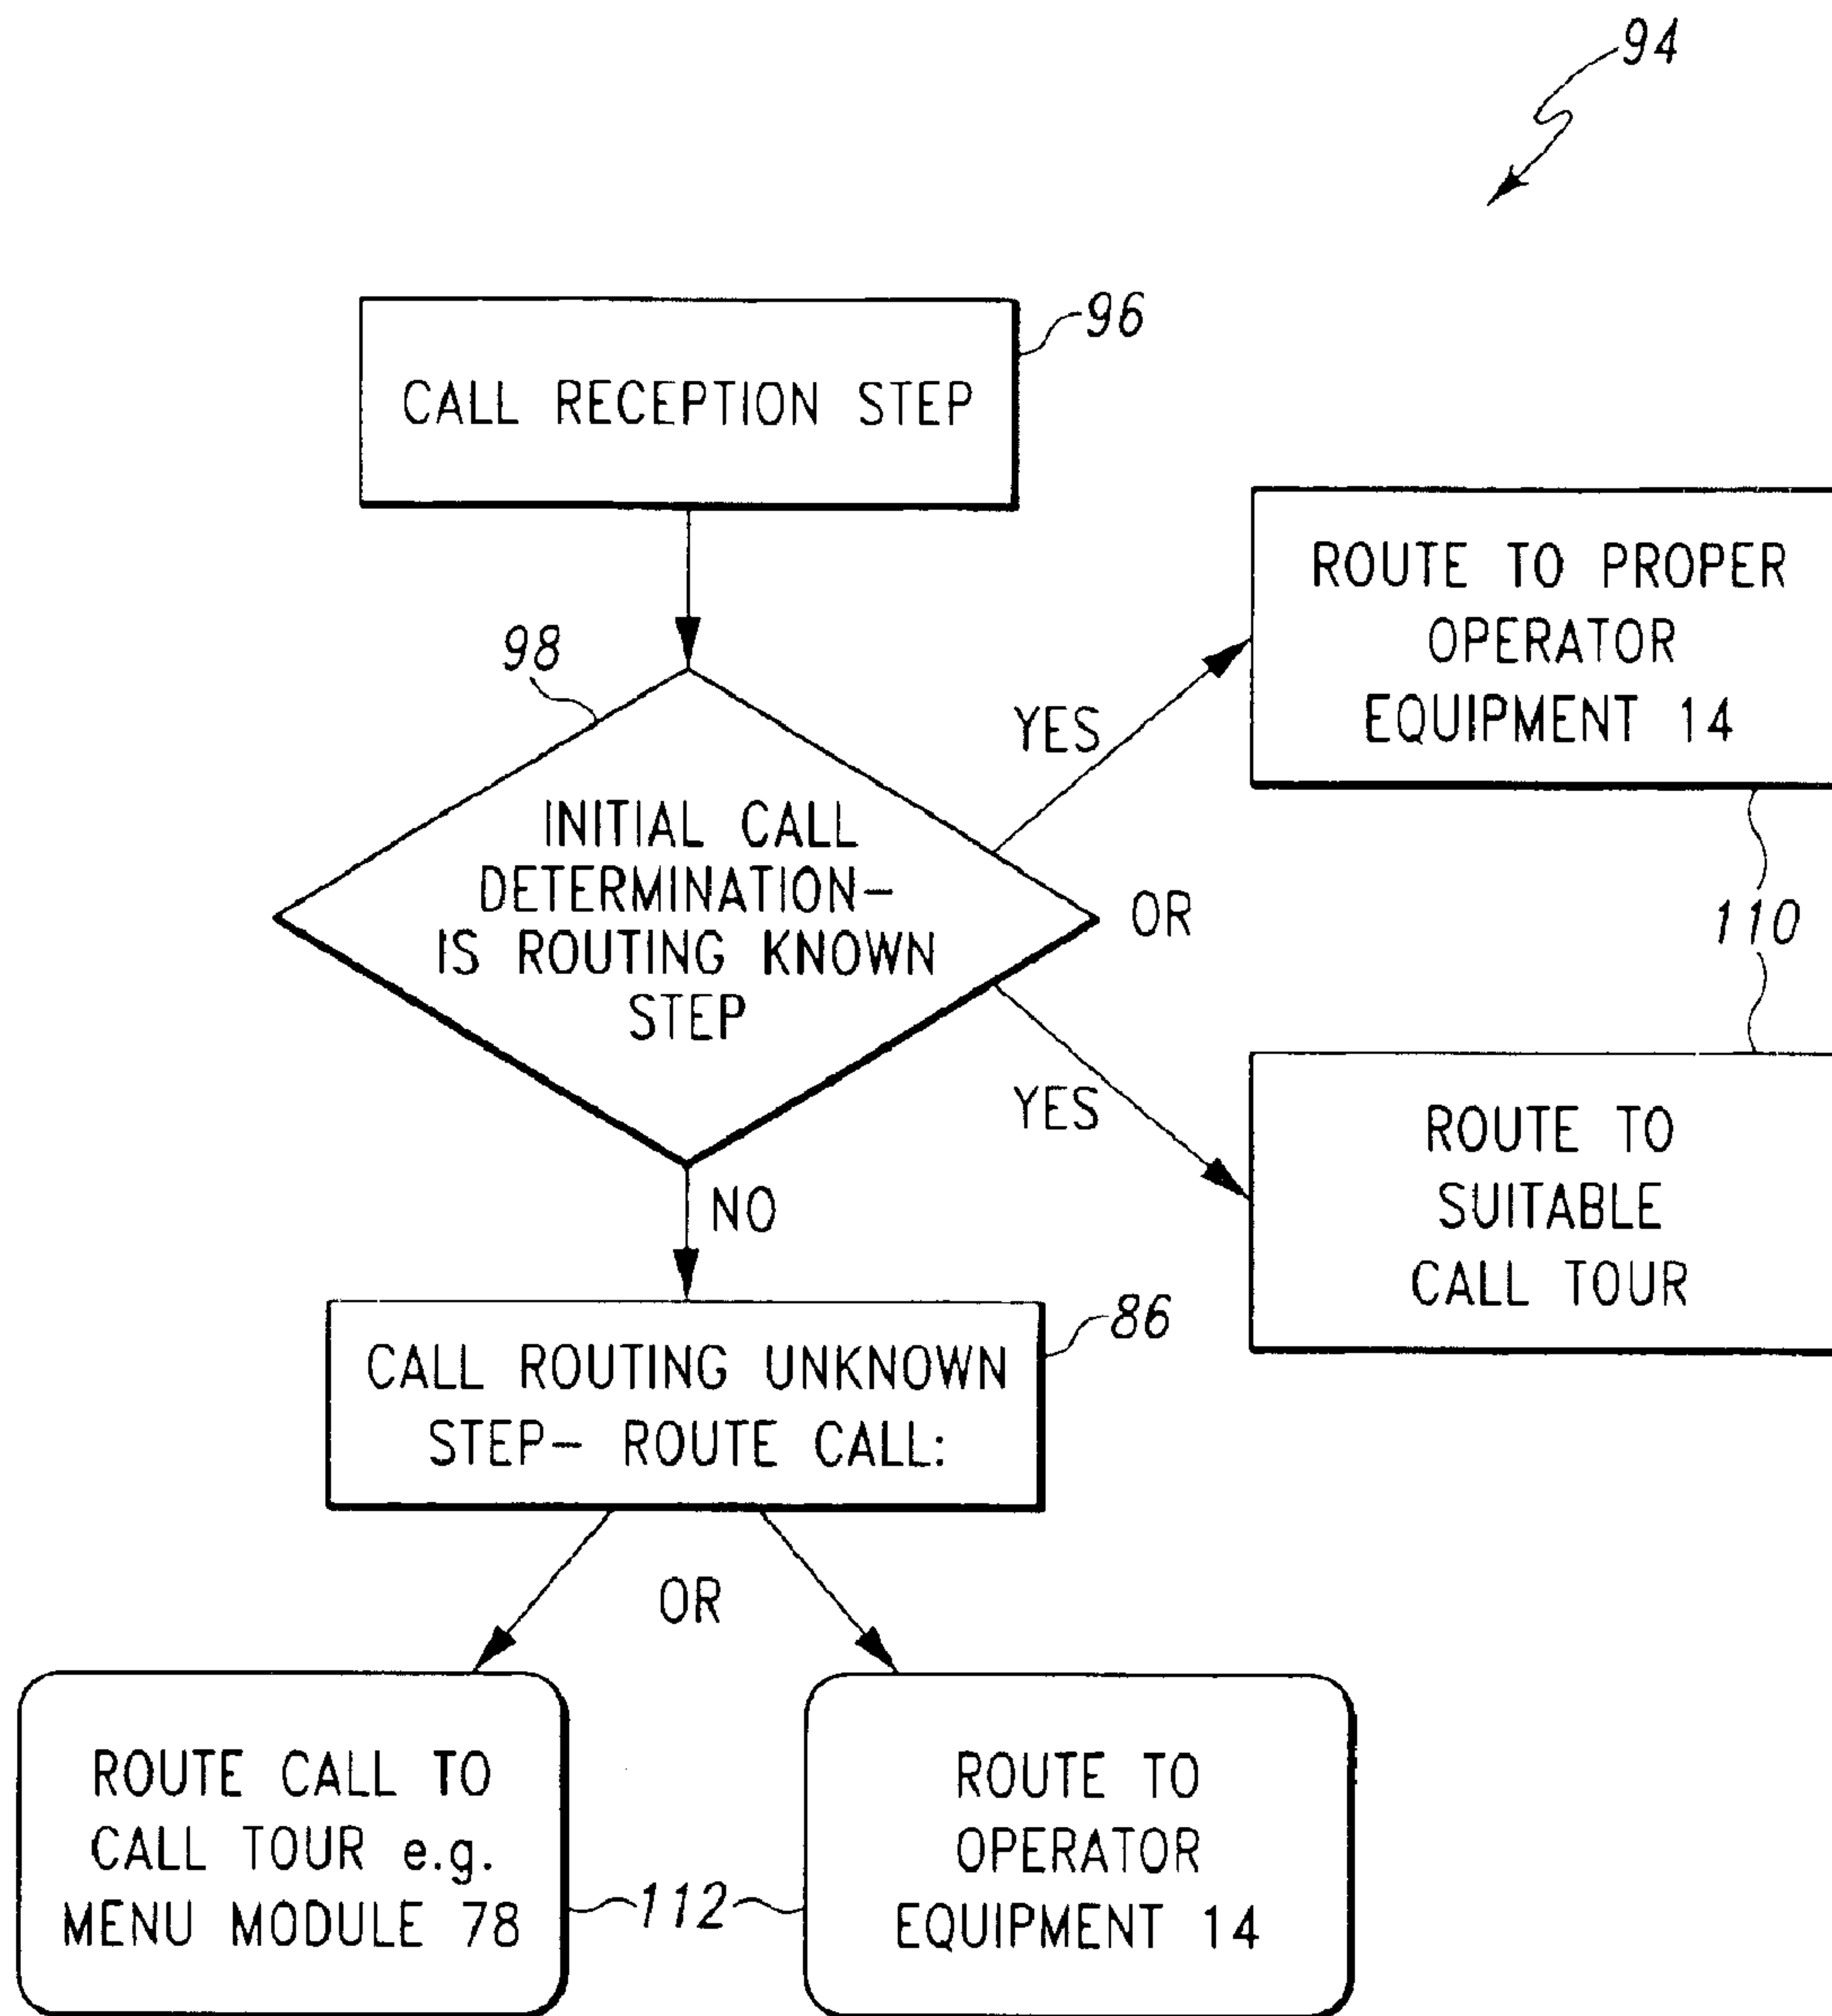 94
96
CALL RECEPTION STEP
98
INITIAL CALL
DETERMINATION-
IS ROUTING KNOWN
STEP
YES
OR
YES
ROUTE TO PROPER
OPERATOR
EQUIPMENT 14
110
ROUTE TO
SUITABLE
CALL TOUR
NO
86
CALL ROUTING UNKNOWN
STEP- ROUTE CALL:
OR
ROUTE CALL TO
CALL TOUR e.g.
MENU MODULE 78
112
ROUTE TO
OPERATOR
EQUIPMENT 14